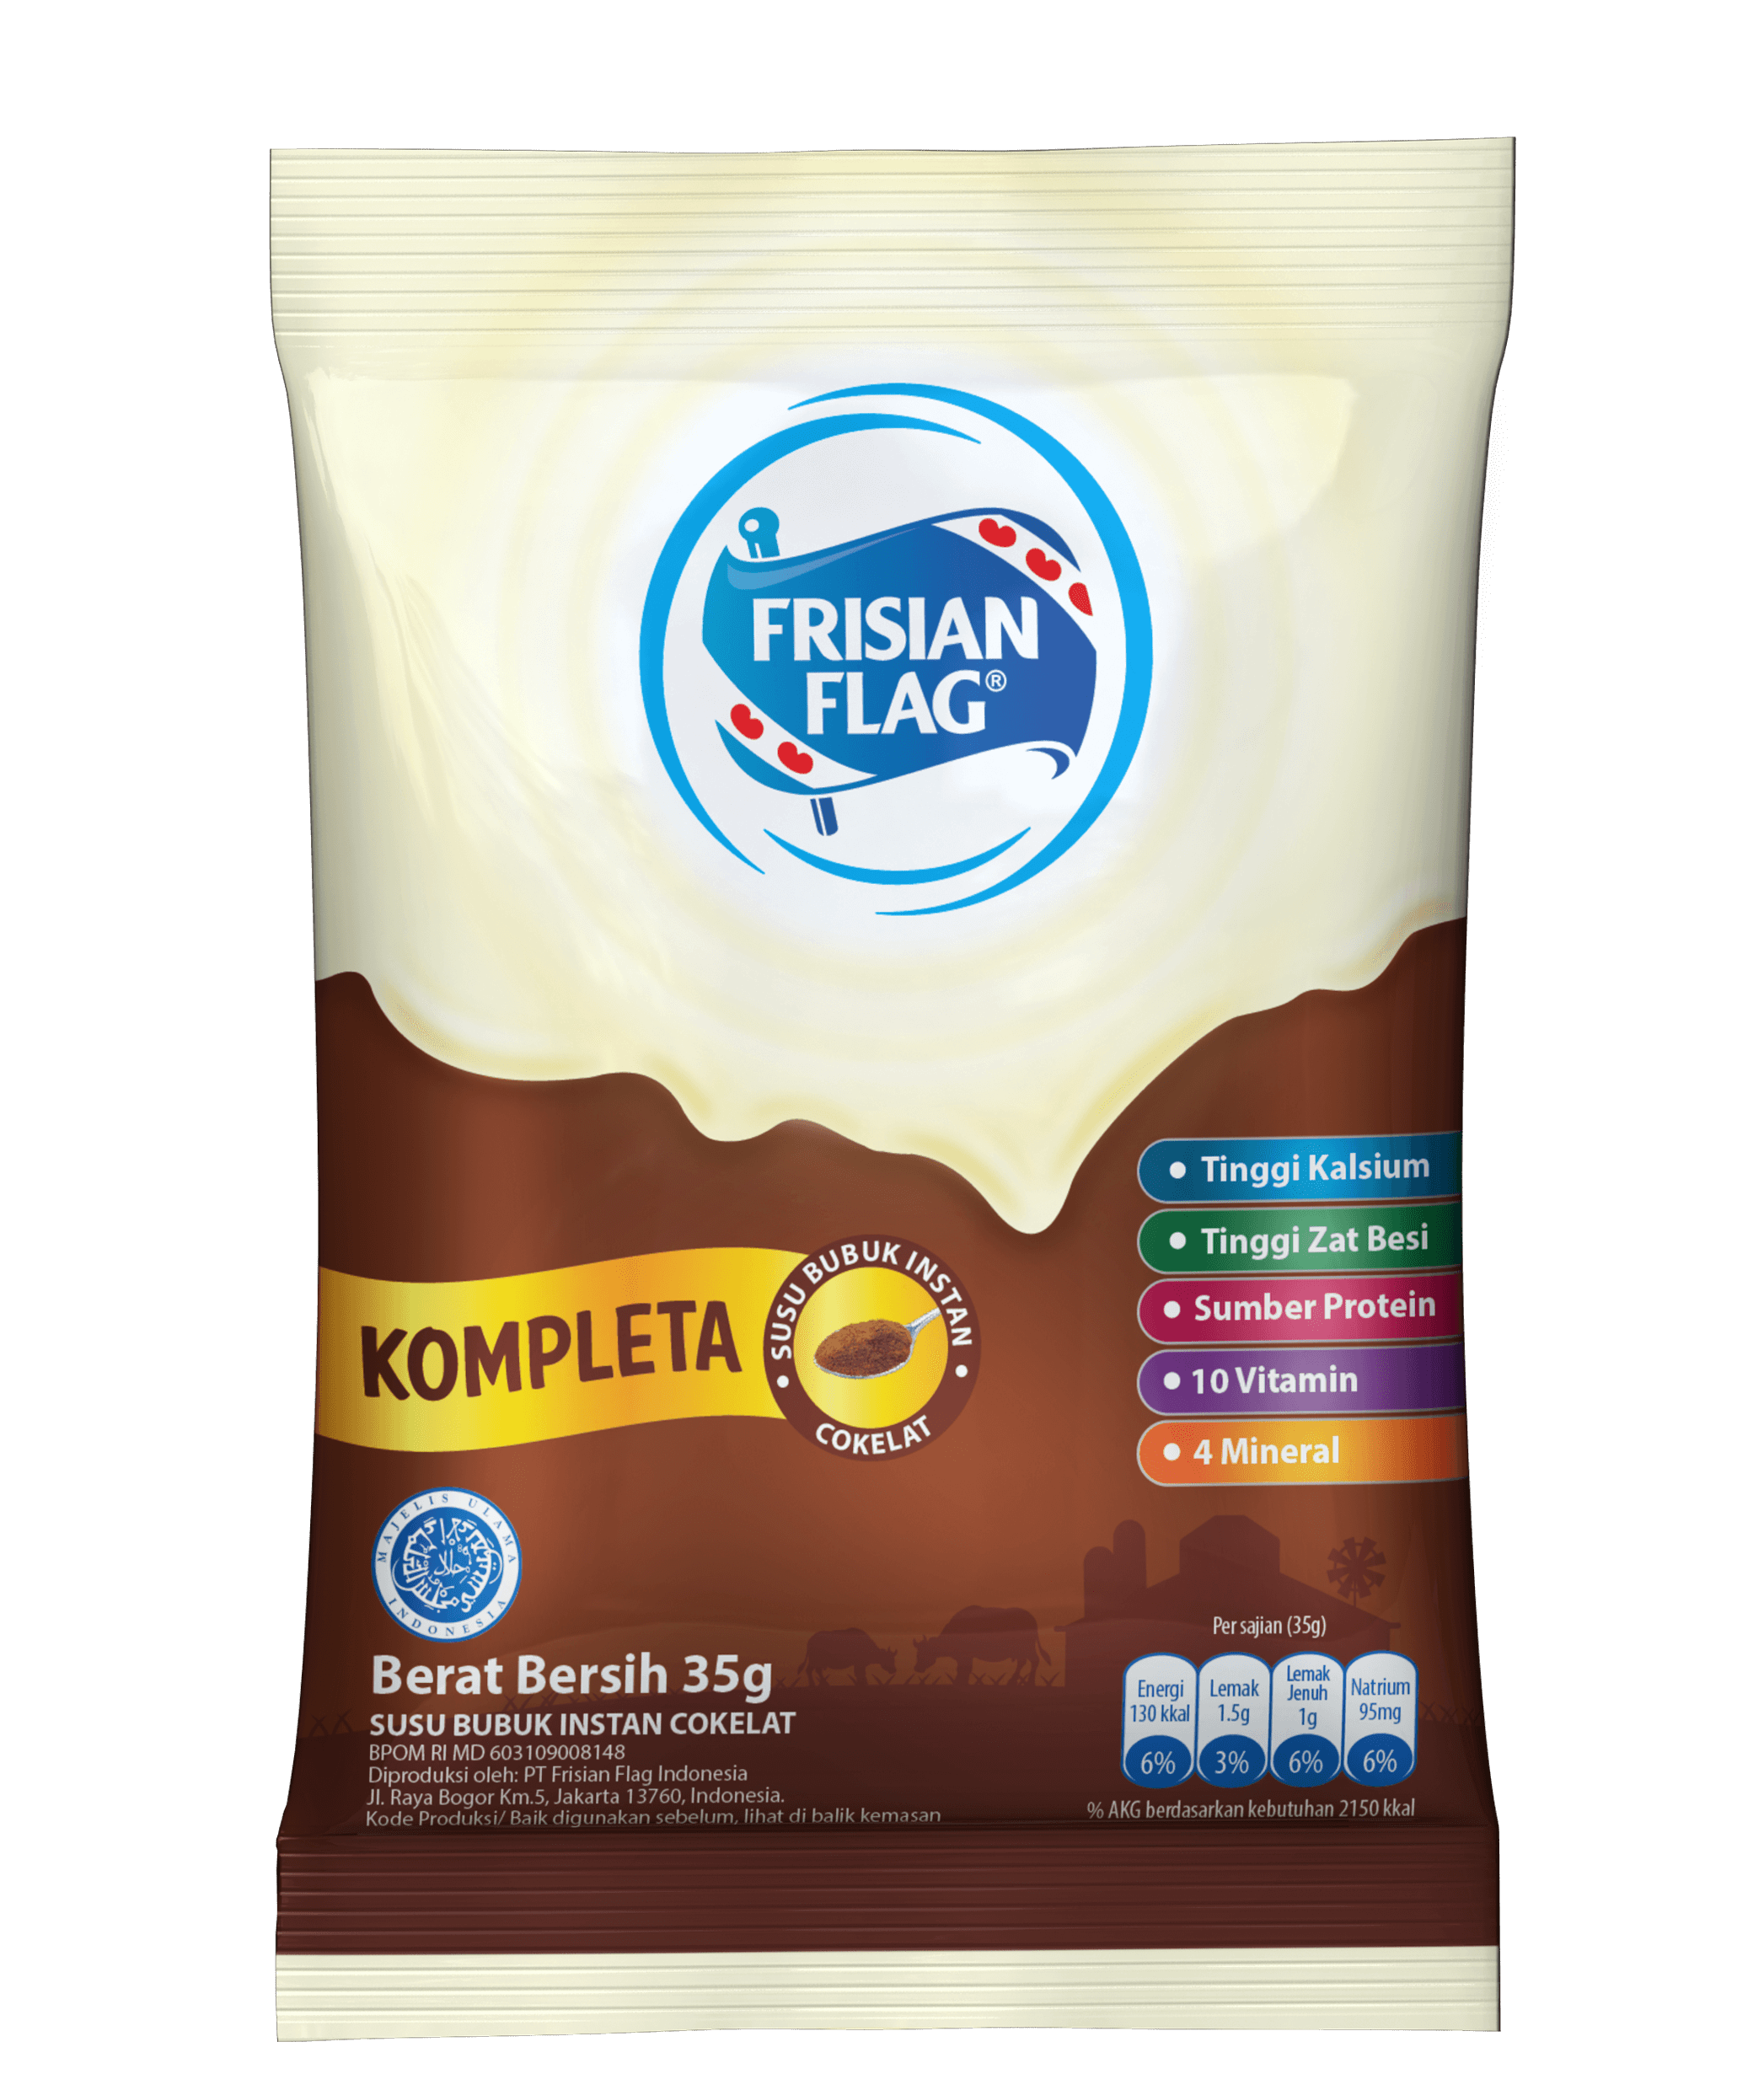 FRISIAN
FLAG®
• Tinggi Kalsium
• Tinggi Zat Besi
• Sumber Protein
• 10 Vitamin
• 4 Mineral
KOMPLETA
• SUSU BUBUK INSTAN •
COKELAT
MAJELIS ULAMA
INDONESIA
حلال
Berat Bersih 35g
SUSU BUBUK INSTAN COKELAT
BPOM RI MD 603109008148
Diproduksi oleh: PT Frisian Flag Indonesia
Jl. Raya Bogor Km.5, Jakarta 13760, Indonesia.
Kode Produksi/ Baik digunakan sebelum, lihat di balik kemasan
Per sajian (35g)
Energi
130 kkal
6%
Lemak
1.5g
3%
Lemak
Jenuh
1g
6%
Natrium
95mg
6%
% AKG berdasarkan kebutuhan 2150 kkal